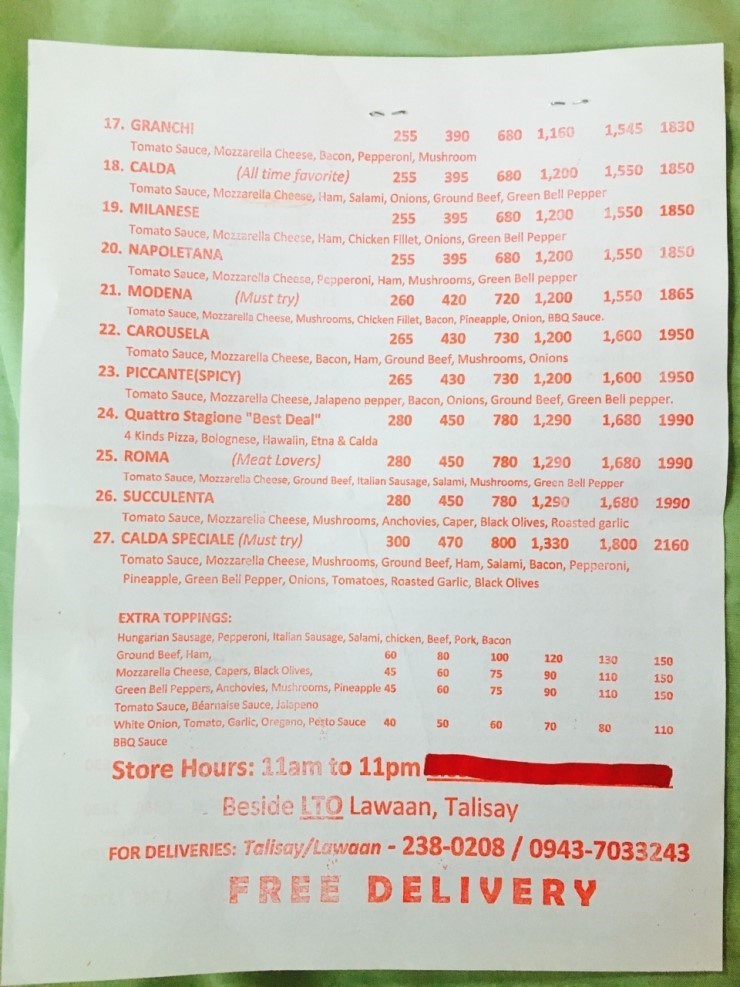 17. GRANCHI 255 390 680 1,160 1,545 1830
Tomato Sauce, Mozzarella Cheese, Bacon, Pepperoni, Mushroom
18. CALDA (All time favorite) 255 395 680 1,200 1,550 1850
Tomato Sauce, Mozzarella Cheese, Ham, Salami, Onions, Ground Beef, Green Bell Pepper
19. MILANESE 255 395 680 1,200 1,550 1850
Tomato Sauce, Mozzarella Cheese, Ham, Chicken Fillet, Onions, Green Bell Pepper
20. NAPOLETANA 255 395 680 1,200 1,550 1850
Tomato Sauce, Mozzarella Cheese, Pepperoni, Ham, Mushrooms, Green Bell pepper
21. MODENA (Must try) 260 420 720 1,200 1,550 1865
Tomato Sauce, Mozzarella Cheese, Mushrooms, Chicken Fillet, Bacon, Pineapple, Onion, BBQ Sauce.
22. CAROUSELA 265 430 730 1,200 1,600 1950
Tomato Sauce, Mozzarella Cheese, Bacon, Ham, Ground Beef, Mushrooms, Onions
23. PICCANTE(SPICY) 265 430 730 1,200 1,600 1950
Tomato Sauce, Mozzarella Cheese, Jalapeno pepper, Bacon, Onions, Ground Beef, Green Bell pepper.
24. Quattro Stagione "Best Deal" 280 450 780 1,290 1,680 1990
4 Kinds Pizza, Bolognese, Hawaiin, Etna & Calda
25. ROMA (Meat Lovers) 280 450 780 1,290 1,680 1990
Tomato Sauce, Mozzarella Cheese, Ground Beef, Italian Sausage, Salami, Mushrooms, Green Bell Pepper
26. SUCCULENTA 280 450 780 1,290 1,680 1990
Tomato Sauce, Mozzarella Cheese, Mushrooms, Anchovies, Caper, Black Olives, Roasted garlic
27. CALDA SPECIALE (Must try) 300 470 800 1,330 1,800 2160
Tomato Sauce, Mozzarella Cheese, Mushrooms, Ground Beef, Ham, Salami, Bacon, Pepperoni,
Pineapple, Green Bell Pepper, Onions, Tomatoes, Roasted Garlic, Black Olives
EXTRA TOPPINGS:
Hungarian Sausage, Pepperoni, Italian Sausage, Salami, chicken, Beef, Pork, Bacon
Ground Beef, Ham, 60 80 100 120 130 150
Mozzarella Cheese, Capers, Black Olives, 45 60 75 90 110 150
Green Bell Peppers, Anchovies, Mushrooms, Pineapple 45 60 75 90 110 150
Tomato Sauce, Béarnaise Sauce, Jalapeno
White Onion, Tomato, Garlic, Oregano, Pesto Sauce 40 50 60 70 80 110
BBQ Sauce
Store Hours: 11am to 11pm
Beside LTO Lawaan, Talisay
FOR DELIVERIES: Talisay/Lawaan - 238-0208 / 0943-7033243
FREE DELIVERY